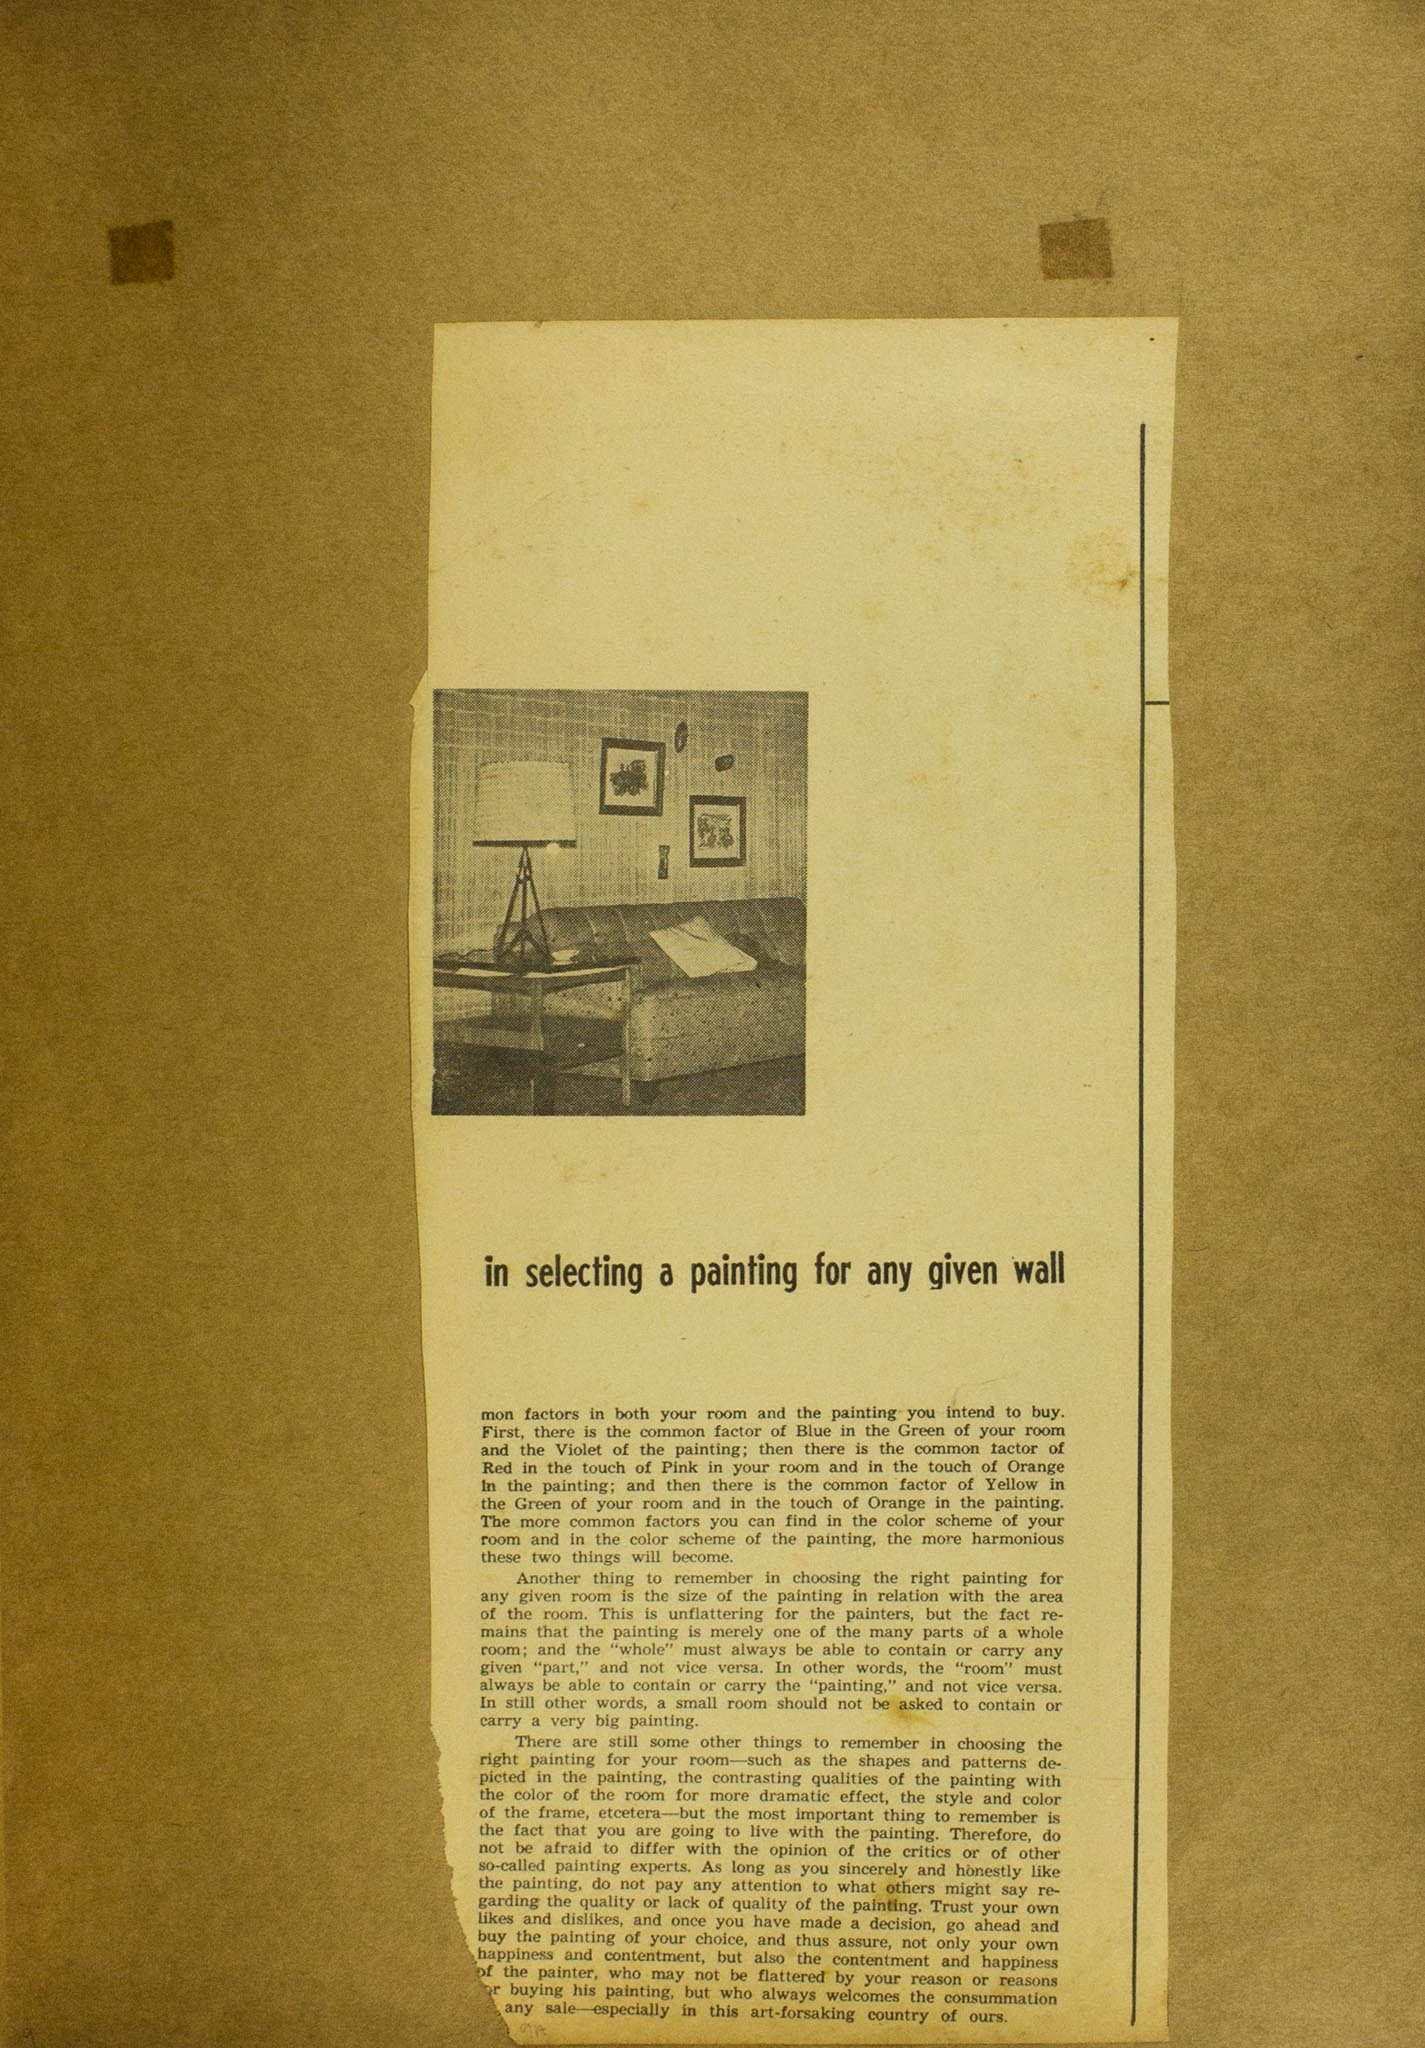 in selecting a painting for any given wall
mon factors in both your room and the painting you intend to buy.
First, there is the common factor of Blue in the Green of your room
and the Violet of the painting; then there is the common factor of
Red in the touch of Pink in your room and in the touch of Orange
in the painting; and then there is the common factor of Yellow in
the Green of your room and in the touch of Orange in the painting.
The more common factors you can find in the color scheme of your
room and in the color scheme of the painting, the more harmonious
these two things will become.
Another thing to remember in choosing the right painting for
any given room is the size of the painting in relation with the area
of the room. This is unflattering for the painters, but the fact re-
mains that the painting is merely one of the many parts of a whole
room; and the “whole” must always be able to contain or carry any
given “part,” and not vice versa. In other words, the “room” must
always be able to contain or carry the “painting,” and not vice versa.
In still other words, a small room should not be asked to contain or
carry a very big painting.
There are still some other things to remember in choosing the
right painting for your room—such as the shapes and patterns de-
picted in the painting, the contrasting qualities of the painting with
the color of the room for more dramatic effect, the style and color
of the frame, etcetera—but the most important thing to remember is
the fact that you are going to live with the painting. Therefore, do
not be afraid to differ with the opinion of the critics or of other
so-called painting experts. As long as you sincerely and honestly like
the painting, do not pay any attention to what others might say re-
garding the quality or lack of quality of the painting. Trust your own
likes and dislikes, and once you have made a decision, go ahead and
buy the painting of your choice, and thus assure, not only your own
happiness and contentment, but also the contentment and happiness
of the painter, who may not be flattered by your reason or reasons
or buying his painting, but who always welcomes the consummation
any sale—especially in this art-forsaking country of ours.